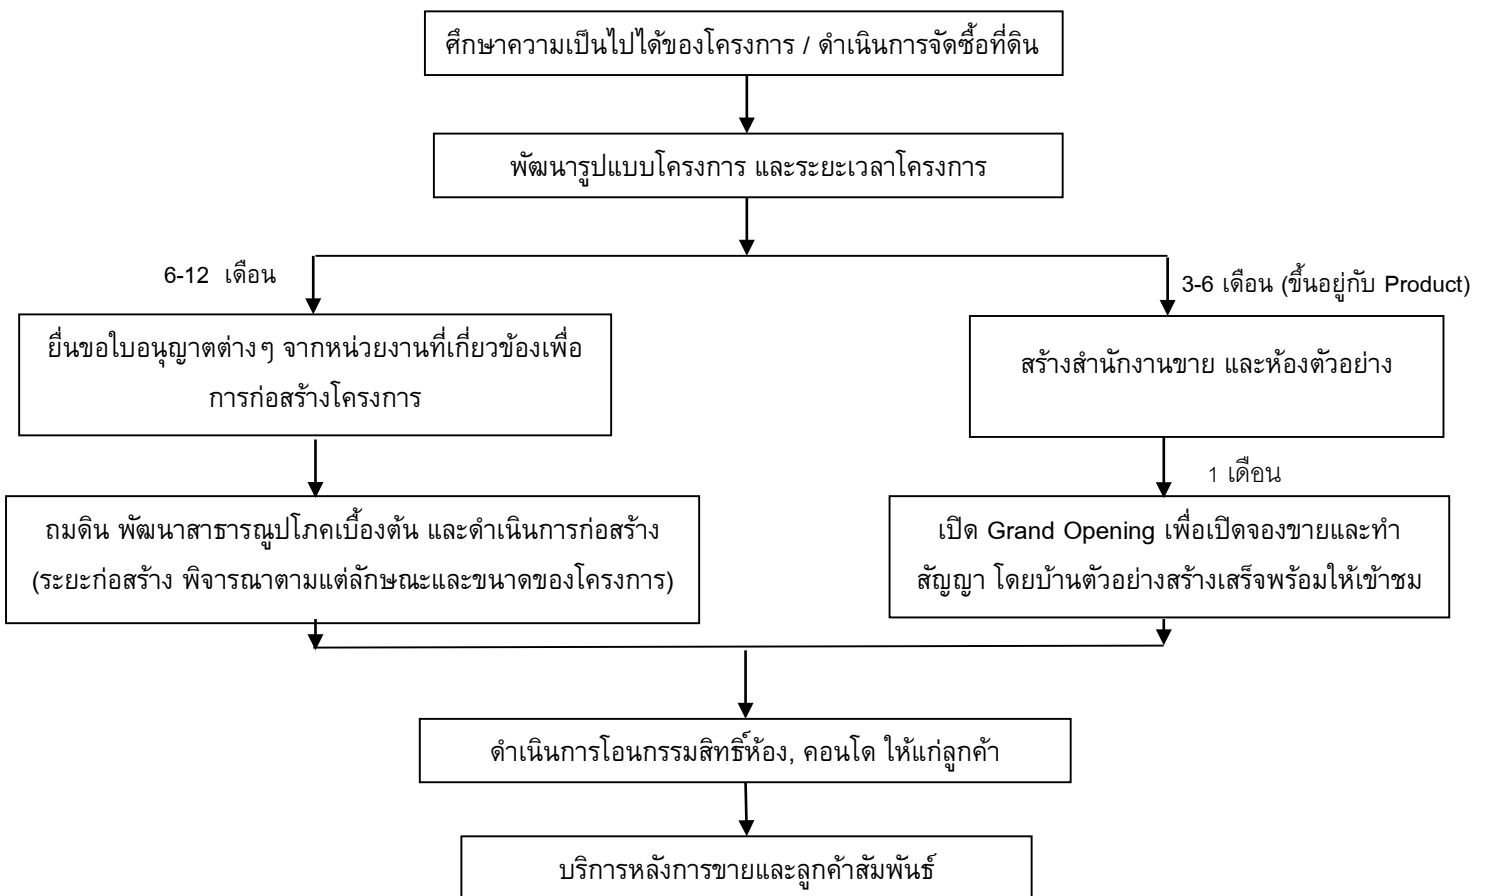 ศึกษาความเป็นไปได้ของโครงการ / ดำเนินการจัดซื้อที่ดิน
พัฒนารูปแบบโครงการ และระยะเวลาโครงการ
6-12 เดือน
3-6 เดือน (ขึ้นอยู่กับ Product)
ยื่นขอใบอนุญาตต่างๆ จากหน่วยงานที่เกี่ยวข้องเพื่อ
การก่อสร้างโครงการ
สร้างสำนักงานขาย และห้องตัวอย่าง
1 เดือน
ถมดิน พัฒนาสาธารณูปโภคเบื้องต้น และดำเนินการก่อสร้าง
(ระยะก่อสร้าง พิจารณาตามแต่ลักษณะและขนาดของโครงการ)
เปิด Grand Opening เพื่อเปิดจองขายและทำ
สัญญา โดยบ้านตัวอย่างสร้างเสร็จพร้อมให้เข้าชม
ดำเนินการโอนกรรมสิทธิ์ห้อง, คอนโด ให้แก่ลูกค้า
บริการหลังการขายและลูกค้าสัมพันธ์